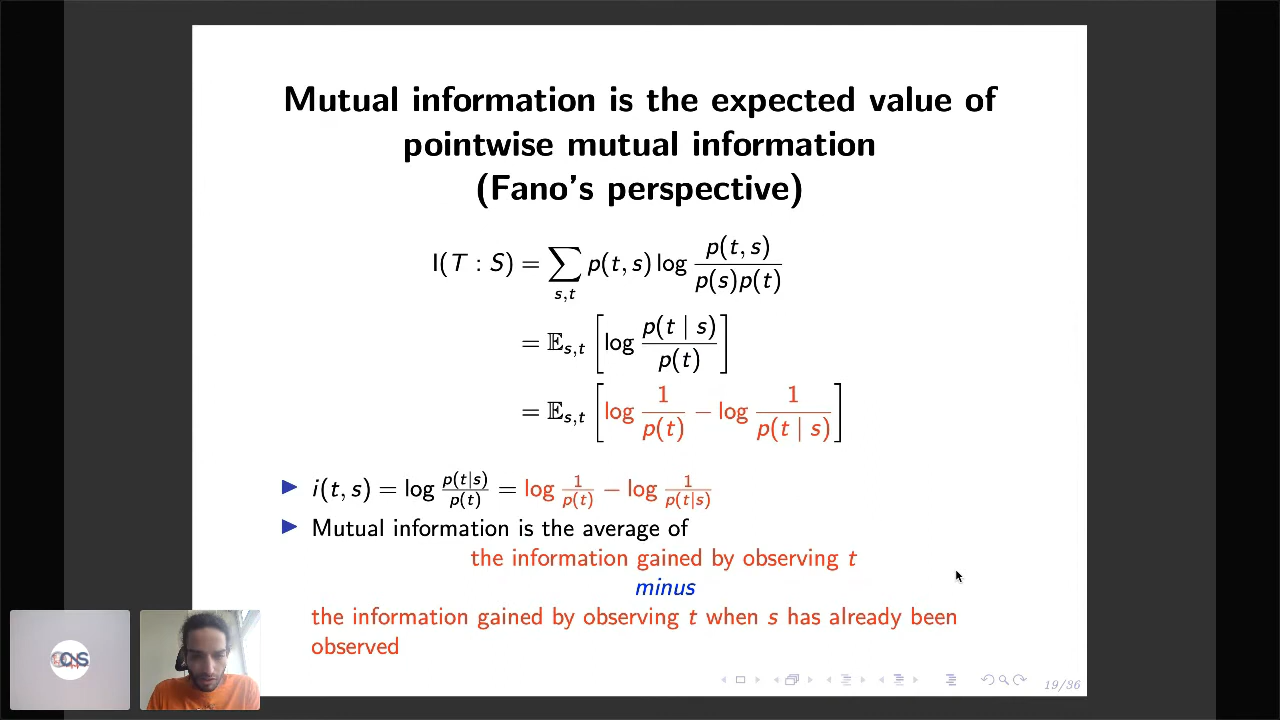 Mutual information is the expected value of
pointwise mutual information
(Fano's perspective)
I(T : S) = ∑_{s,t} p(t, s) log p(t, s) / p(s)p(t)
= 𝔼_{s,t} [log p(t | s) / p(t)]
= 𝔼_{s,t} [log 1 / p(t) − log 1 / p(t | s)]
▶ i(t, s) = log p(t|s) / p(t) = log 1 / p(t) − log 1 / p(t|s)
▶ Mutual information is the average of
the information gained by observing t
minus
the information gained by observing t when s has already been
observed
19/36